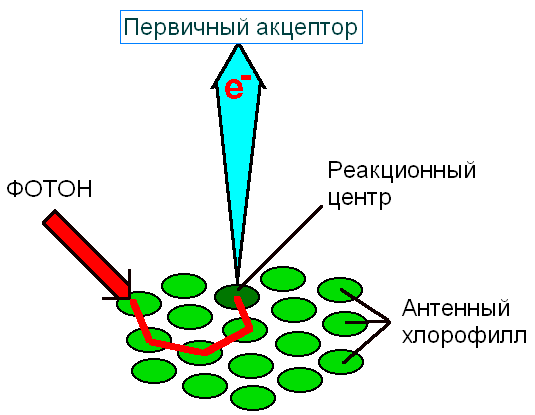 Первичный акцептор
e-
Реакционный
центр
ФОТОН
Антенный
хлорофилл